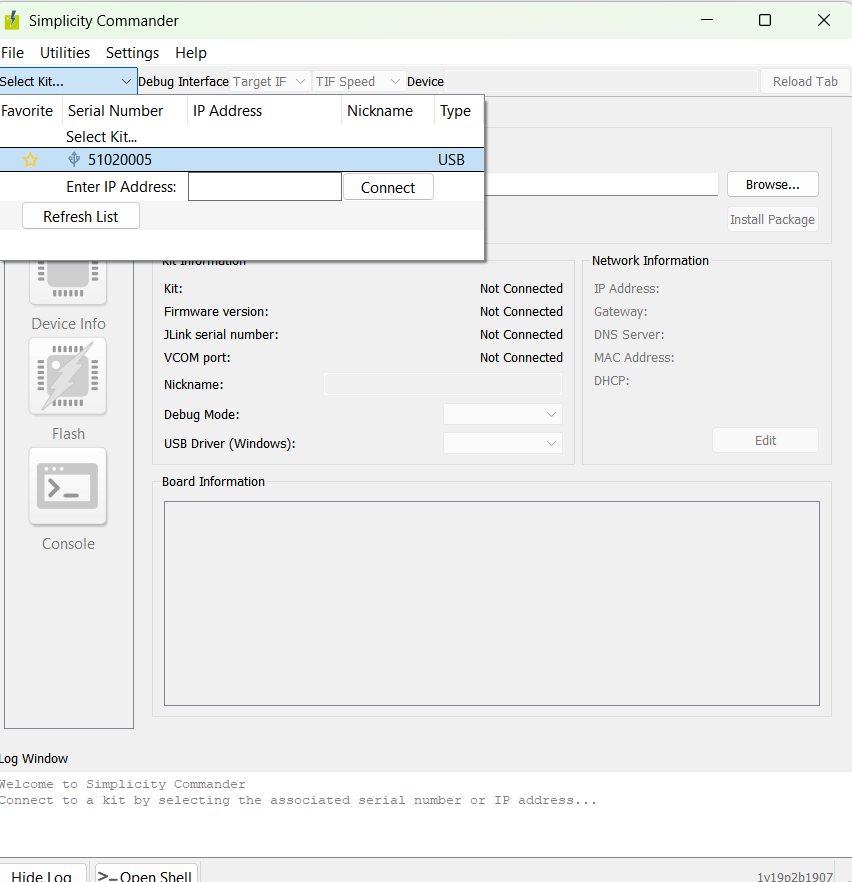 Simplicity Commander
File Utilities Settings Help
Select Kit... Debug Interface Target IF TIF Speed Device Reload Tab
Favorite Serial Number IP Address Nickname Type
Select Kit...
51020005 USB
Enter IP Address: Connect
Refresh List
Browse...
Install Package
Device Info
Flash
Console
Kit Information
Kit: Not Connected
Firmware version: Not Connected
JLink serial number: Not Connected
VCOM port: Not Connected
Nickname:
Debug Mode:
USB Driver (Windows):
Network Information
IP Address:
Gateway:
DNS Server:
MAC Address:
DHCP:
Edit
Board Information
Log Window
Welcome to Simplicity Commander
Connect to a kit by selecting the associated serial number or IP address...
Hide Log >_Open Shell 1v19p2b1907